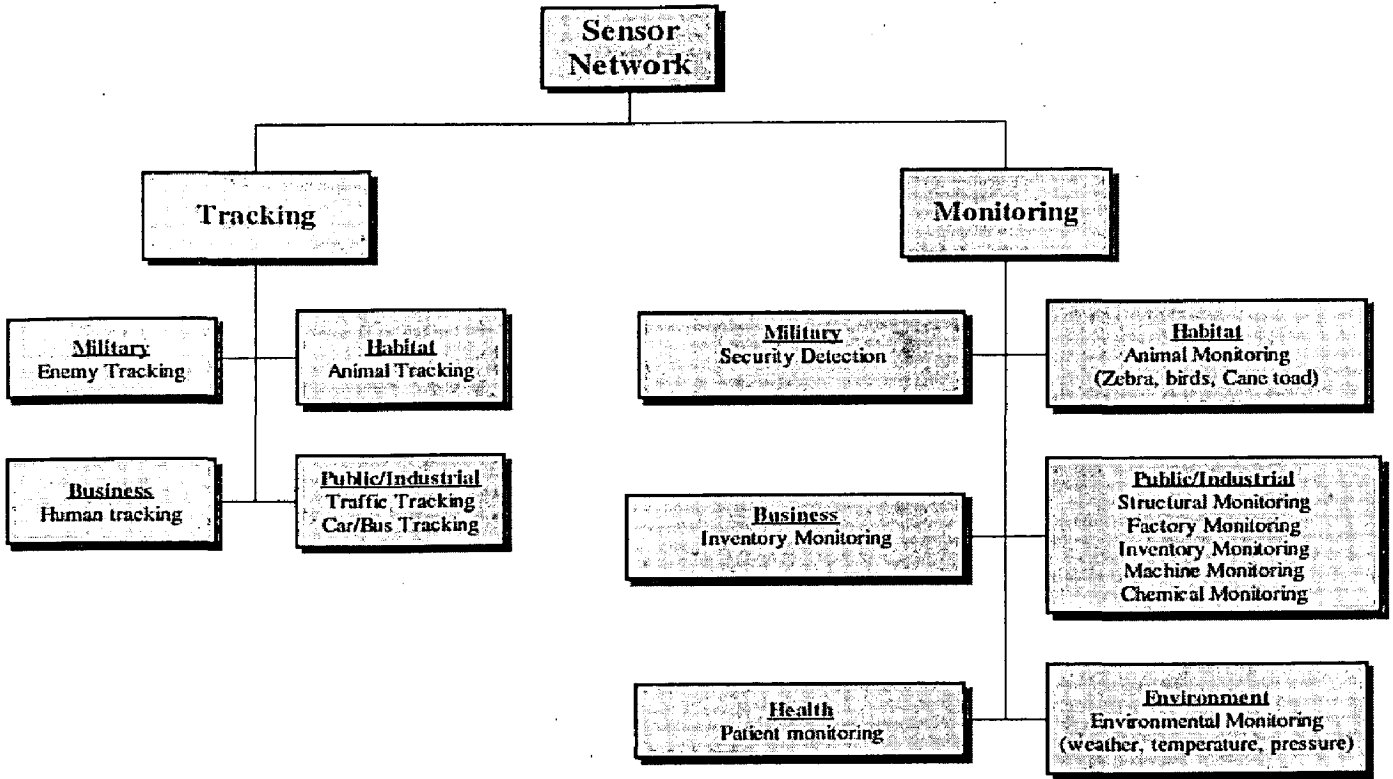 Sensor
Network
Tracking
Monitoring
Military
Enemy Tracking
Habitat
Animal Tracking
Business
Human tracking
Public/Industrial
Traffic Tracking
Car/Bus Tracking
Military
Security Detection
Habitat
Animal Monitoring
(Zebra, birds, Cane toad)
Business
Inventory Monitoring
Public/Industrial
Structural Monitoring
Factory Monitoring
Inventory Monitoring
Machine Monitoring
Chemical Monitoring
Health
Patient monitoring
Environment
Environmental Monitoring
(weather, temperature, pressure)